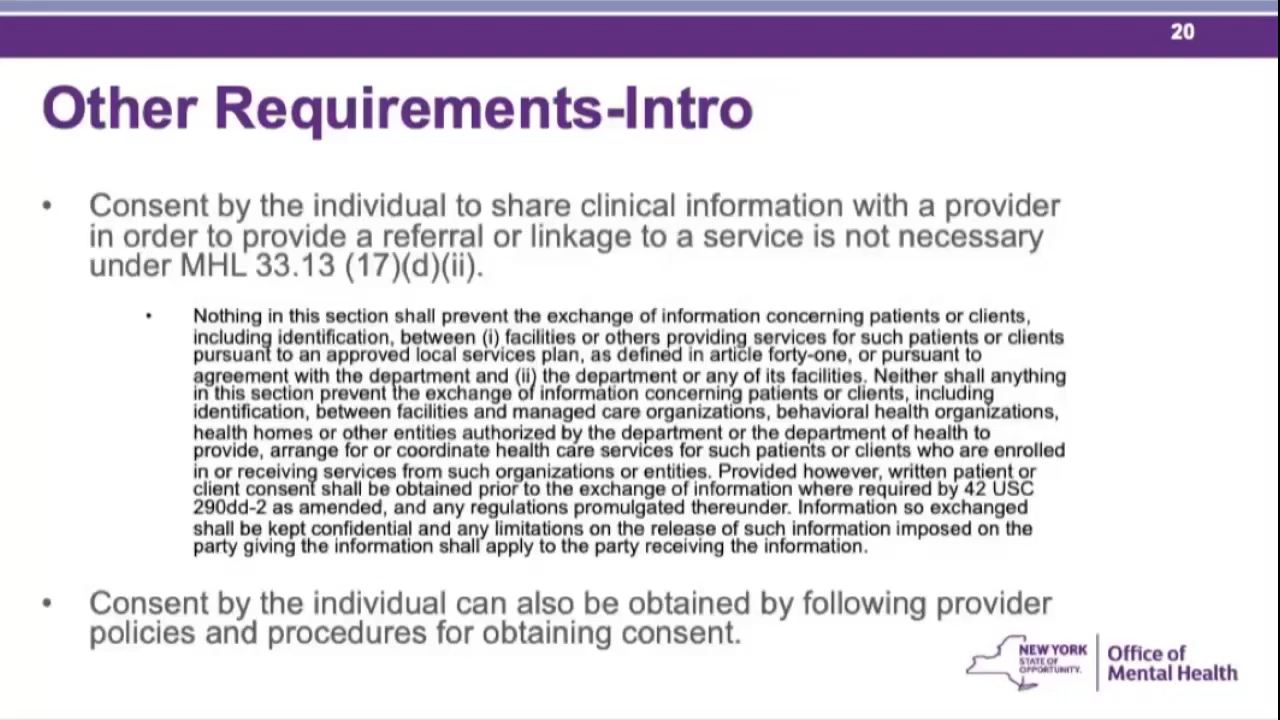 20
Other Requirements-Intro
• Consent by the individual to share clinical information with a provider
in order to provide a referral or linkage to a service is not necessary
under MHL 33.13 (17)(d)(ii).
• Nothing in this section shall prevent the exchange of information concerning patients or clients,
including identification, between (i) facilities or others providing services for such patients or clients
pursuant to an approved local services plan, as defined in article forty-one, or pursuant to
agreement with the department and (ii) the department or any of its facilities. Neither shall anything
in this section prevent the exchange of information concerning patients or clients, including
identification, between facilities and managed care organizations, behavioral health organizations,
health homes or other entities authorized by the department or the department of health to
provide, arrange for or coordinate health care services for such patients or clients who are enrolled
in or receiving services from such organizations or entities. Provided however, written patient or
client consent shall be obtained prior to the exchange of information where required by 42 USC
290dd-2 as amended, and any regulations promulgated thereunder. Information so exchanged
shall be kept confidential and any limitations on the release of such information imposed on the
party giving the information shall apply to the party receiving the information.
• Consent by the individual can also be obtained by following provider
policies and procedures for obtaining consent.
NEW YORK
STATE OF
OPPORTUNITY.
Office of
Mental Health